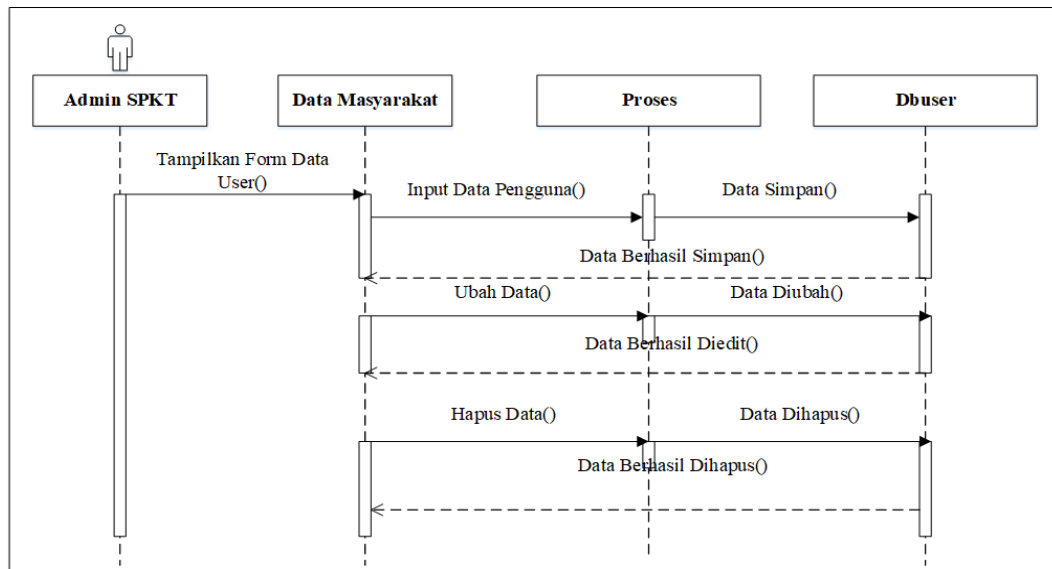 Admin SPKT
Data Masyarakat
Proses
Dbuser
Tampilkan Form Data
User()
Input Data Pengguna()
Data Simpan()
Data Berhasil Simpan()
Ubah Data()
Data Diubah()
Data Berhasil Diedit()
Hapus Data()
Data Dihapus()
Data Berhasil Dihapus()